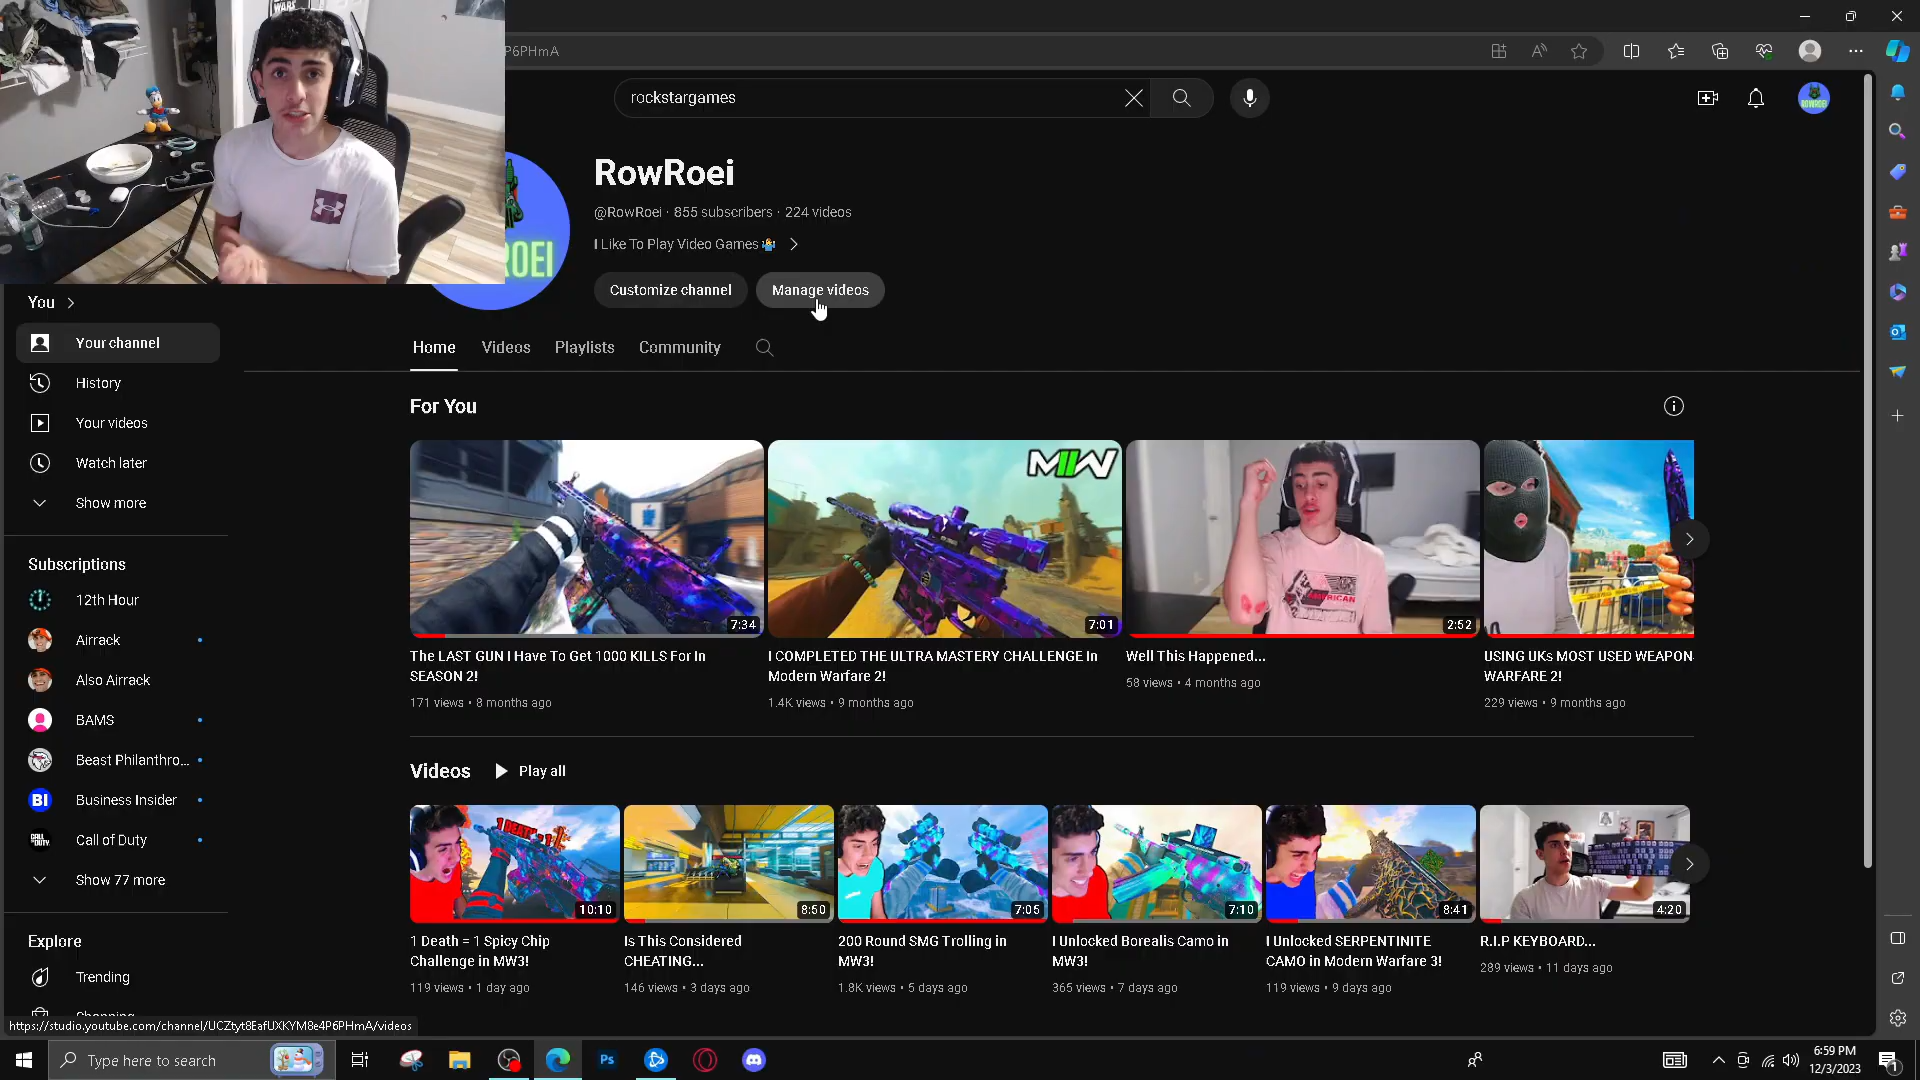 P6PHmA
rockstargames
RowRoei
@RowRoei · 855 subscribers · 224 videos
I Like To Play Video Games
Customize channel
Manage videos
Home
Videos
Playlists
Community
You
Your channel
History
Your videos
Watch later
Show more
Subscriptions
12th Hour
Airrack
Also Airrack
BAMS
Beast Philanthro...
Business Insider
Call of Duty
Show 77 more
Explore
Trending
Shopping
For You
7:34
MW
7:01
AMERICAN
2:52
The LAST GUN I Have To Get 1000 KILLS For In
SEASON 2!
171 views • 8 months ago
I COMPLETED THE ULTRA MASTERY CHALLENGE In
Modern Warfare 2!
1.4K views • 9 months ago
Well This Happened...
58 views • 4 months ago
USING UKs MOST USED WEAPON
WARFARE 2!
229 views • 9 months ago
Videos
Play all
1 DEATH = 1
10:10
8:50
7:05
7:10
8:41
4:20
1 Death = 1 Spicy Chip
Challenge in MW3!
119 views • 1 day ago
Is This Considered
CHEATING...
146 views • 3 days ago
200 Round SMG Trolling in
MW3!
1.8K views • 5 days ago
I Unlocked Borealis Camo in
MW3!
365 views • 7 days ago
I Unlocked SERPENTINITE
CAMO in Modern Warfare 3!
119 views • 9 days ago
R.I.P KEYBOARD...
289 views • 11 days ago
https://studio.youtube.com/channel/UCZtyt8EafUXKYM8e4P6PHmA/videos
Type here to search
Ps
6:59 PM
12/3/2023
1